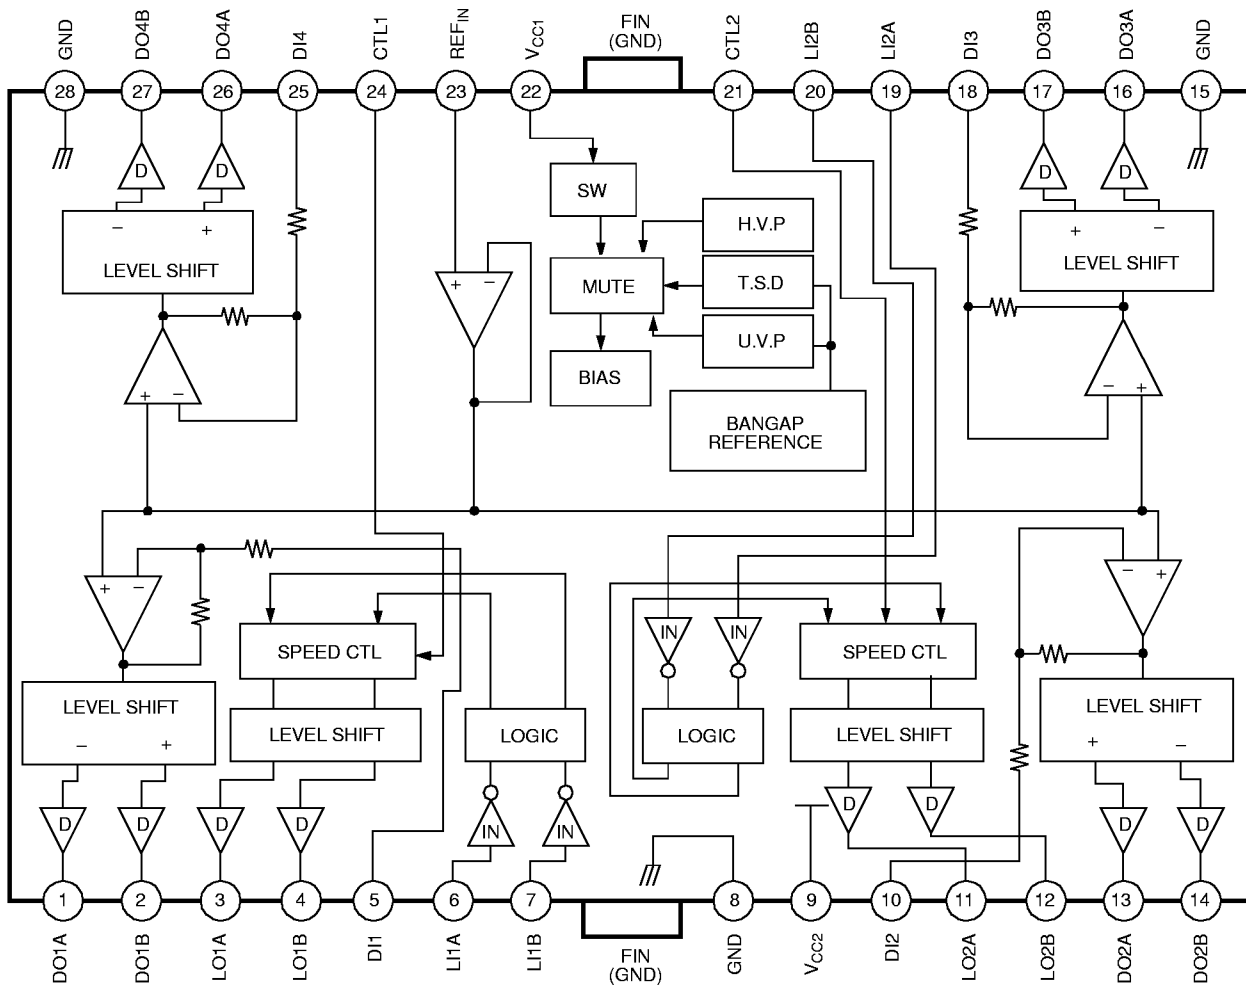 GND
DO4B
DO4A
DI4
CTL1
REFIN
VCC1
FIN
(GND)
CTL2
LI2B
LI2A
DI3
DO3B
DO3A
GND
28
27
26
25
24
23
22
21
20
19
18
17
16
15
D
D
D
D
SW
H.V.P
− +
LEVEL SHIFT
+ −
LEVEL SHIFT
MUTE
T.S.D
+ −
U.V.P
BIAS
+ −
− +
BANGAP
REFERENCE
+ −
− +
IN
IN
SPEED CTL
SPEED CTL
LEVEL SHIFT
− +
LEVEL SHIFT
LOGIC
LOGIC
LEVEL SHIFT
LEVEL SHIFT
+ −
D
D
D
D
IN
IN
D
D
D
D
1
2
3
4
5
6
7
8
9
10
11
12
13
14
DO1A
DO1B
LO1A
LO1B
DI1
LI1A
LI1B
FIN
(GND)
GND
VCC2
DI2
LO2A
LO2B
DO2A
DO2B